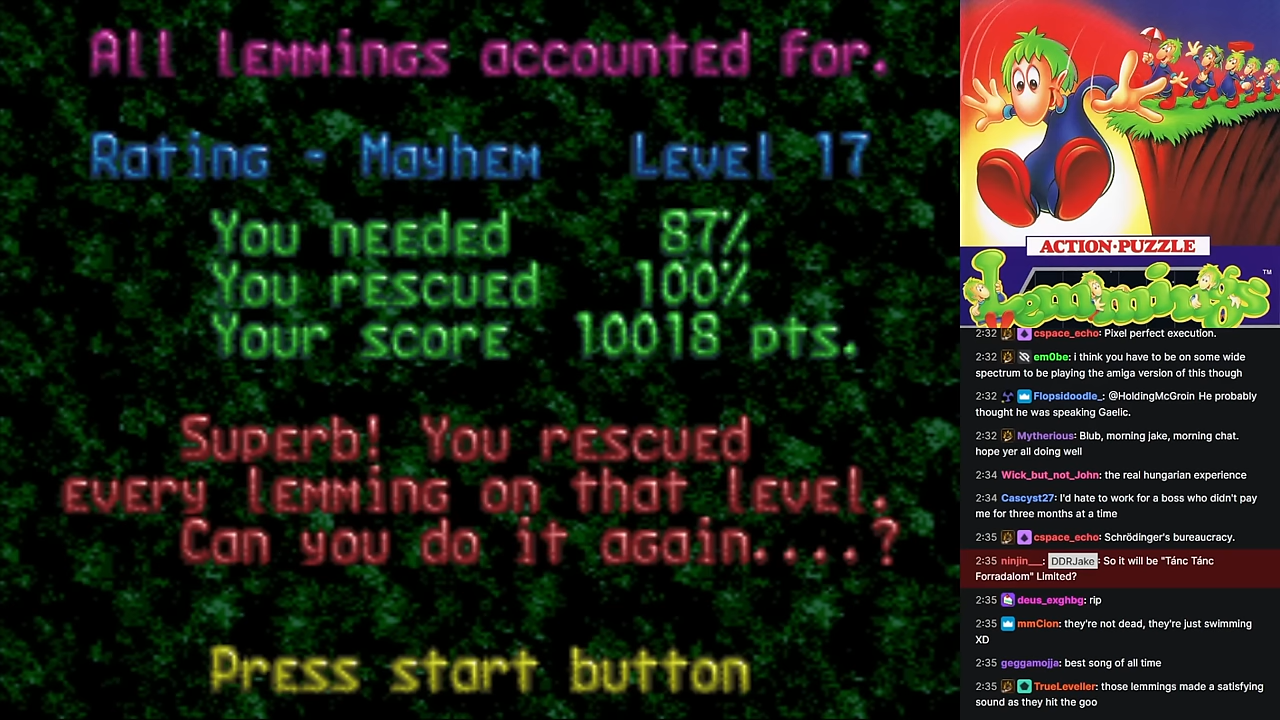 All lemmings accounted for.
Rating - Mayhem Level 17
You needed 87%
You rescued 100%
Your score 10018 pts.
Superb! You rescued
every lemming on that level.
Can you do it again....?
Press start button
ACTION·PUZZLE
Lemmings™
2:32 cspace_echo: Pixel perfect execution.
2:32 em0be: i think you have to be on some wide
spectrum to be playing the amiga version of this though
2:32 Flopsidoodle_: @HoldingMcGroin He probably
thought he was speaking Gaelic.
2:32 Mytherious: Blub, morning jake, morning chat.
hope yer all doing well
2:34 Wick_but_not_John: the real hungarian experience
2:34 Cascyst27: I'd hate to work for a boss who didn't pay
me for three months at a time
2:35 cspace_echo: Schrödinger's bureaucracy.
2:35 ninjin___: DDRJake: So it will be "Tánc Tánc
Forradalom" Limited?
2:35 deus_exghbg: rip
2:35 mmCion: they're not dead, they're just swimming
XD
2:35 geggamojja: best song of all time
2:35 TrueLeveller: those lemmings made a satisfying
sound as they hit the goo